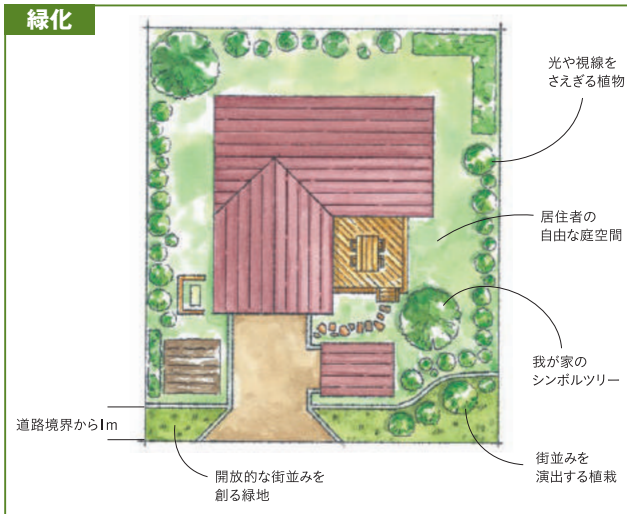 緑化
光や視線を
さえぎる植物
居住者の
自由な庭空間
我が家の
シンボルツリー
道路境界から1m
開放的な街並みを
創る緑地
街並みを
演出する植栽